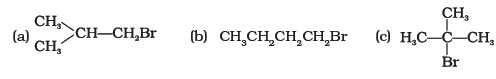 (a) CH₃ CH₃ CH—CH₂Br
(b) CH₃CH₂CH₂CH₂Br
(c) CH₃ H₃C—C—CH₃ Br